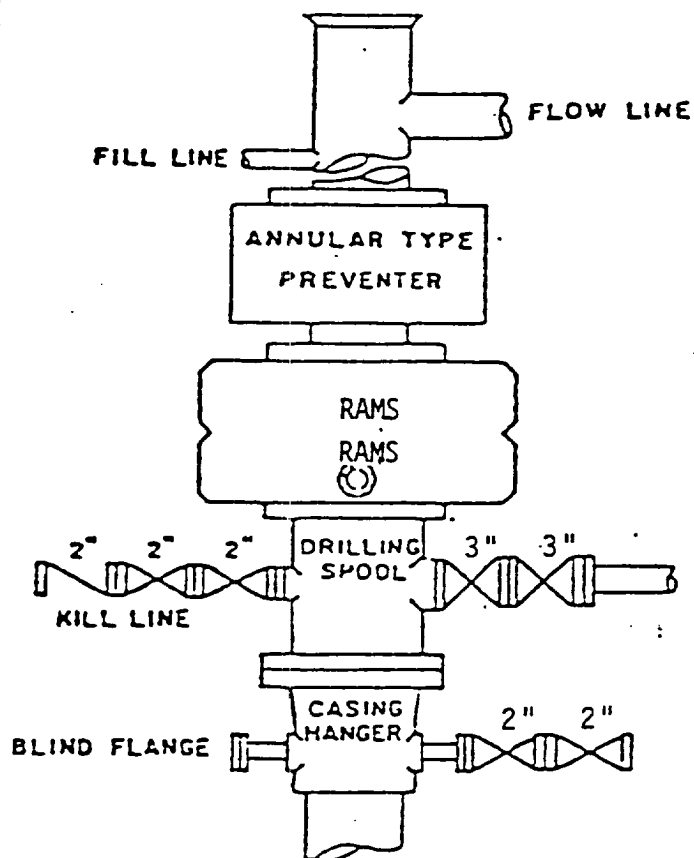 FLOW LINE
FILL LINE
ANNULAR TYPE
PREVENTER
RAMS
RAMS
2" 2" 2"
DRILLING
SPOOL
3" 3"
KILL LINE
CASING
HANGER
2" 2"
BLIND FLANGE